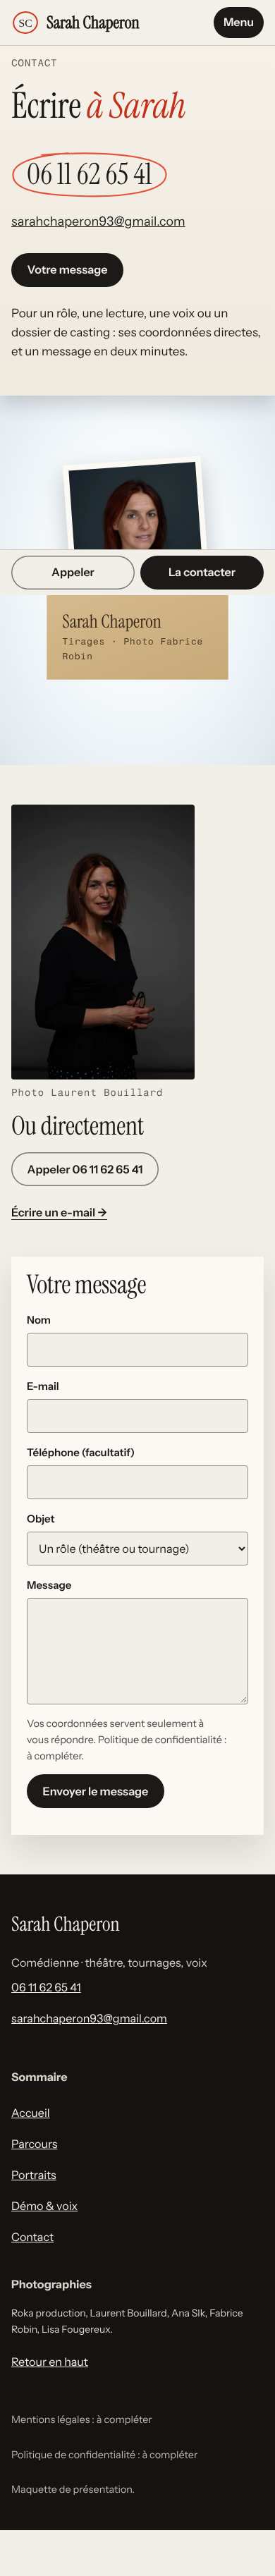 SC Sarah Chaperon Menu
CONTACT
Écrire à Sarah
06 11 62 65 41
sarahchaperon93@gmail.com
Votre message
Pour un rôle, une lecture, une voix ou un
dossier de casting : ses coordonnées directes,
et un message en deux minutes.
Appeler La contacter
Sarah Chaperon
Tirages · Photo Fabrice
Robin
Photo Laurent Bouillard
Ou directement
Appeler 06 11 62 65 41
Écrire un e-mail →
Votre message
Nom
E-mail
Téléphone (facultatif)
Objet
Un rôle (théâtre ou tournage)
Message
Vos coordonnées servent seulement à
vous répondre. Politique de confidentialité :
à compléter.
Envoyer le message
Sarah Chaperon
Comédienne · théâtre, tournages, voix
06 11 62 65 41
sarahchaperon93@gmail.com
Sommaire
Accueil
Parcours
Portraits
Démo & voix
Contact
Photographies
Roka production, Laurent Bouillard, Ana Slk, Fabrice
Robin, Lisa Fougereux.
Retour en haut
Mentions légales : à compléter
Politique de confidentialité : à compléter
Maquette de présentation.